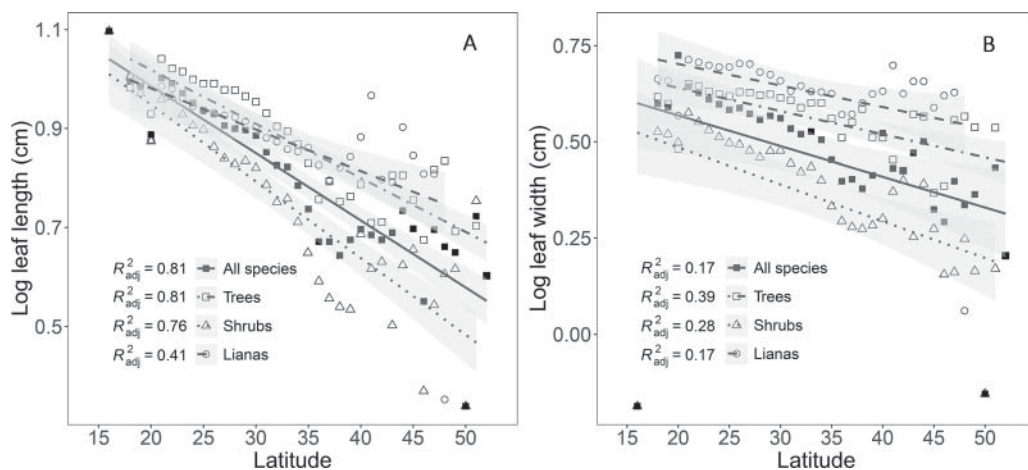 A
Log leaf length (cm)
1.1
0.9
0.7
0.5
R²adj = 0.81 All species
R²adj = 0.81 Trees
R²adj = 0.76 Shrubs
R²adj = 0.41 Lianas
15 20 25 30 35 40 45 50
Latitude
B
Log leaf width (cm)
0.75
0.50
0.25
0.00
R²adj = 0.17 All species
R²adj = 0.39 Trees
R²adj = 0.28 Shrubs
R²adj = 0.17 Lianas
15 20 25 30 35 40 45 50
Latitude